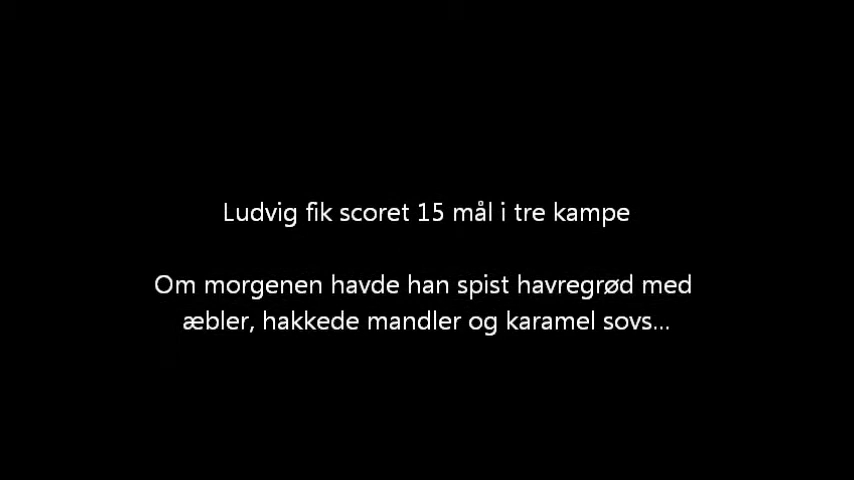 Ludvig fik scoret 15 mål i tre kampe
Om morgenen havde han spist havregrød med
æbler, hakkede mandler og karamel sovs...